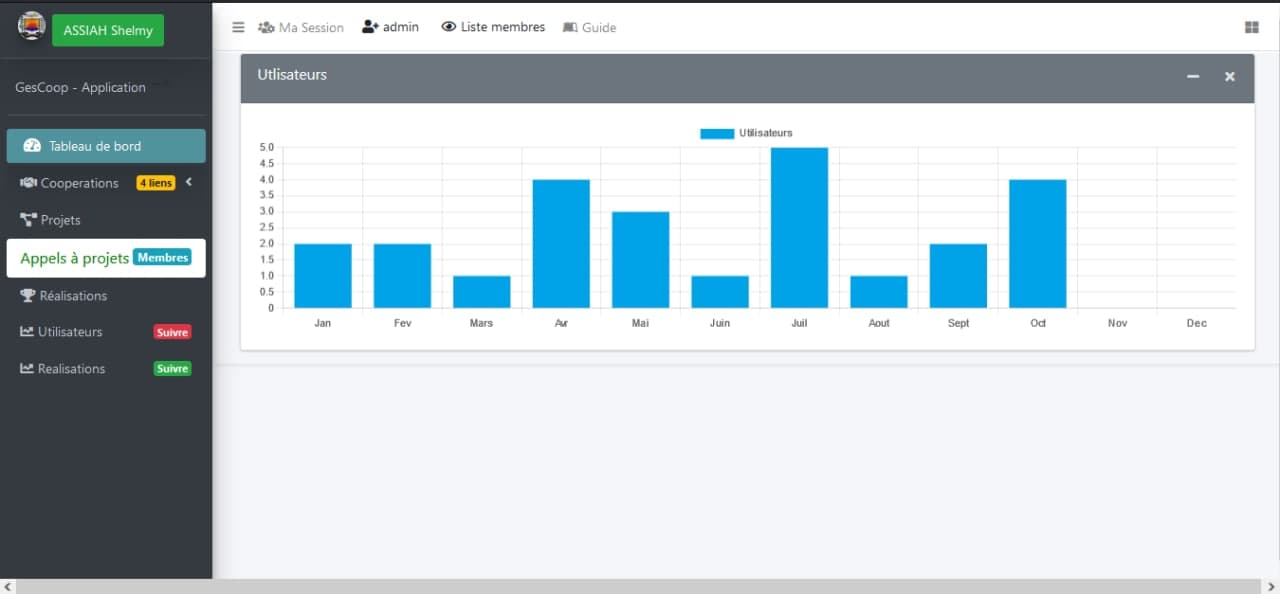 ASSIAH Shelmy
Ma Session admin Liste membres Guide
GesCoop - Application
Tableau de bord
Cooperations 4 liens
Projets
Appels à projets Membres
Réalisations
Utilisateurs Suivre
Realisations Suivre
Utlisateurs
Utilisateurs
5.0
4.5
4.0
3.5
3.0
2.5
2.0
1.5
1.0
0.5
0
Jan Fev Mars Avr Mai Juin Juil Aout Sept Oct Nov Dec